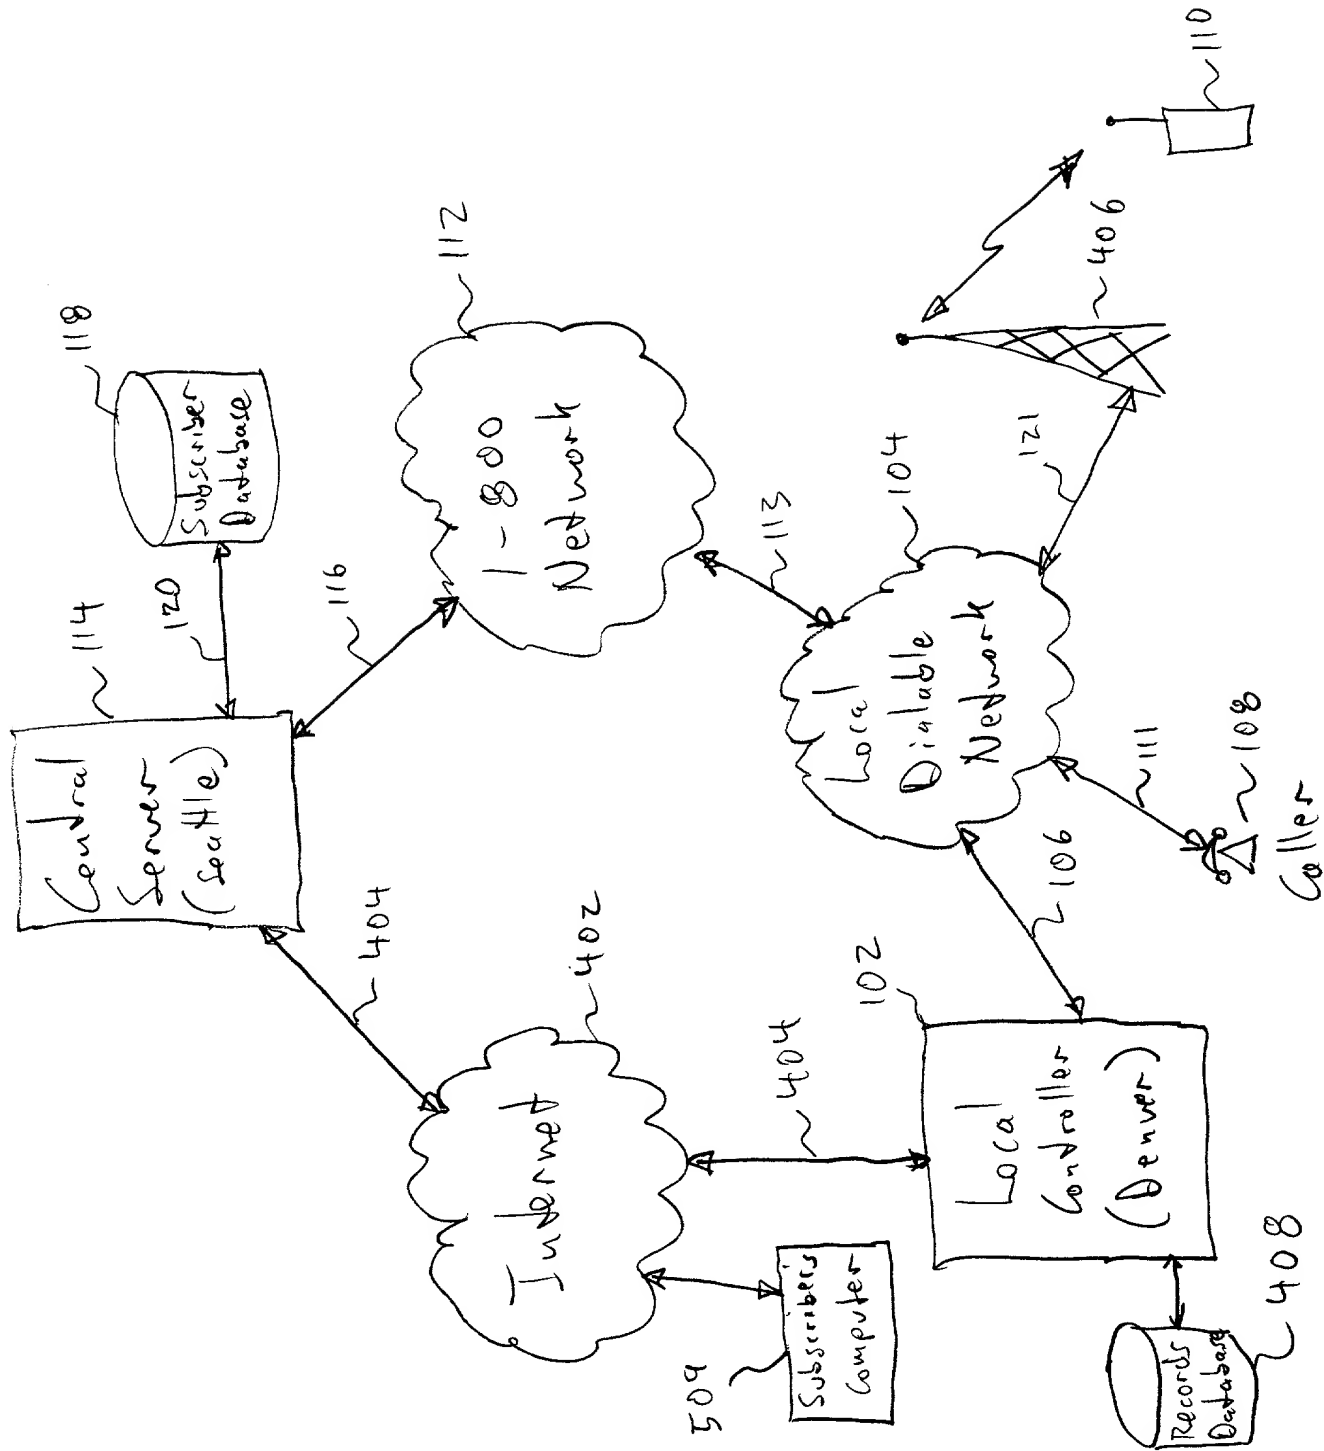 110
112
118
406
Subscriber
Database
1-800
Network
104
121
113
120
116
114
Local
Dialable
Network
111
108
Caller
Central
Server
(Seattle)
106
404
402
102
404
Internet
Local
Controller
(Denver)
Subscriber's
Computer
509
408
Records
Database